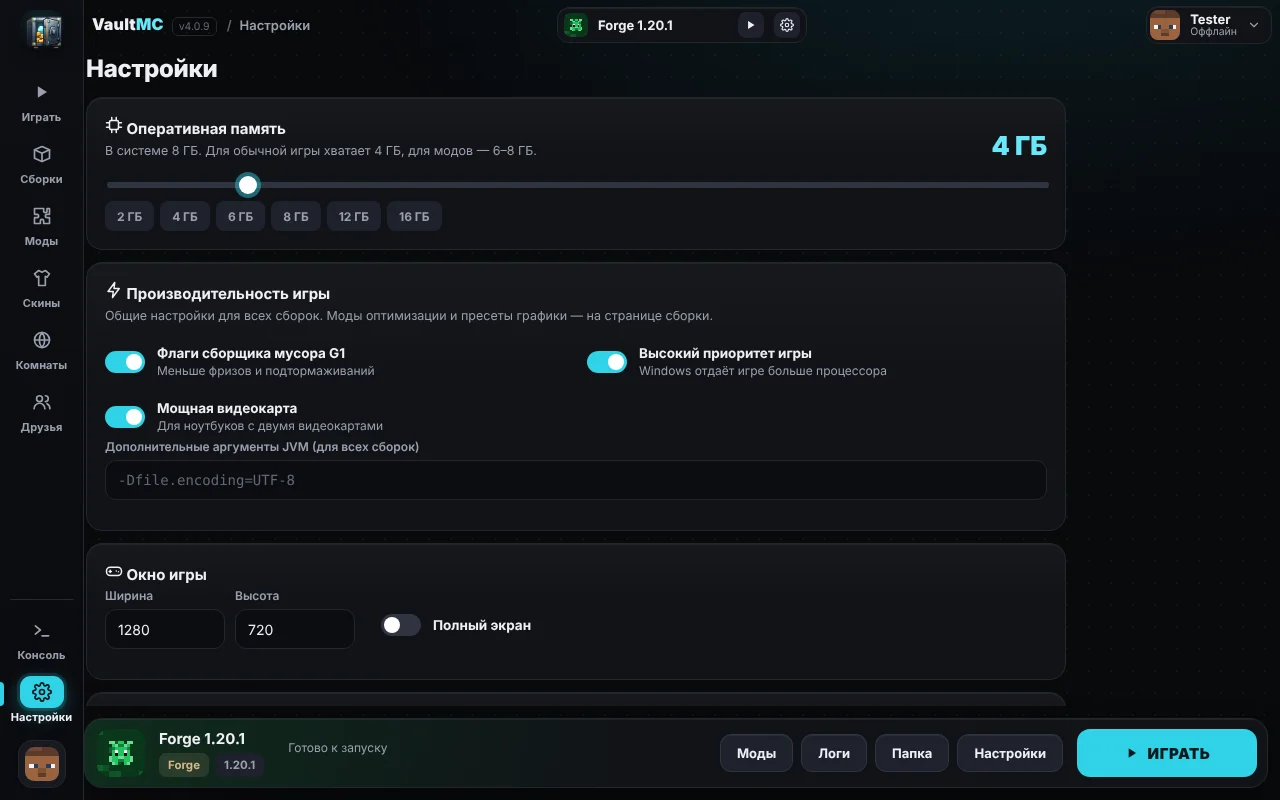 VaultMC v4.0.9 / Настройки
Forge 1.20.1
Tester
Оффлайн
Играть
Сборки
Моды
Скины
Комнаты
Друзья
Консоль
Настройки
Настройки
Оперативная память
В системе 8 ГБ. Для обычной игры хватает 4 ГБ, для модов — 6–8 ГБ.
4 ГБ
2 ГБ 4 ГБ 6 ГБ 8 ГБ 12 ГБ 16 ГБ
Производительность игры
Общие настройки для всех сборок. Моды оптимизации и пресеты графики — на странице сборки.
Флаги сборщика мусора G1
Меньше фризов и подтормаживаний
Высокий приоритет игры
Windows отдаёт игре больше процессора
Мощная видеокарта
Для ноутбуков с двумя видеокартами
Дополнительные аргументы JVM (для всех сборок)
-Dfile.encoding=UTF-8
Окно игры
Ширина Высота
1280 720 Полный экран
Forge 1.20.1
Forge 1.20.1
Готово к запуску
Моды Логи Папка Настройки ИГРАТЬ